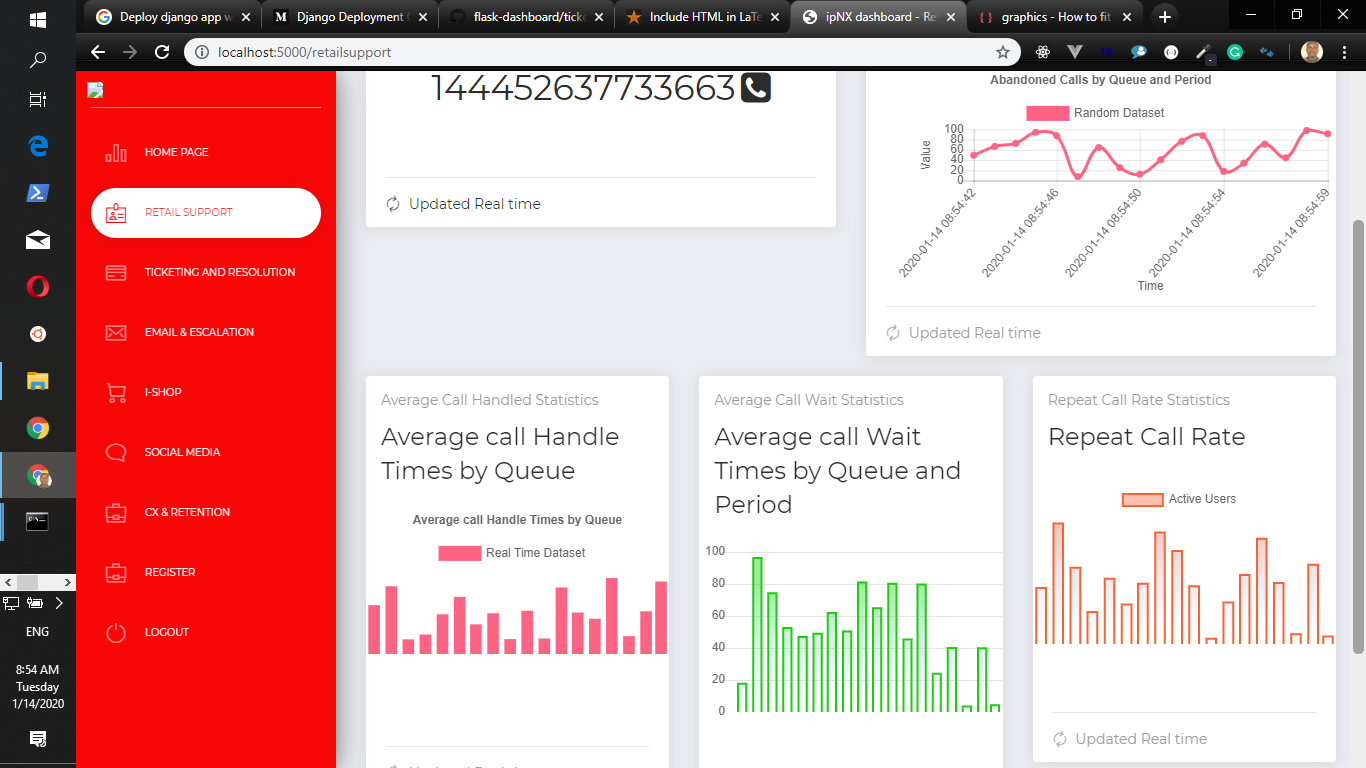 Deploy django app w
Django Deployment
flask-dashboard/ticke
Include HTML in LaTe
ipNX dashboard - Re
graphics - How to fit
localhost:5000/retailsupport
HOME PAGE
RETAIL SUPPORT
TICKETING AND RESOLUTION
EMAIL & ESCALATION
I-SHOP
SOCIAL MEDIA
CX & RETENTION
REGISTER
LOGOUT
ENG
8:54 AM
Tuesday
1/14/2020
144452637733663
Updated Real time
Abandoned Calls by Queue and Period
Random Dataset
Value
100
80
60
40
20
0
2020-01-14 08:54:42
2020-01-14 08:54:46
2020-01-14 08:54:50
2020-01-14 08:54:54
2020-01-14 08:54:59
Time
Updated Real time
Average Call Handled Statistics
Average call Handle
Times by Queue
Average call Handle Times by Queue
Real Time Dataset
Average Call Wait Statistics
Average call Wait
Times by Queue and
Period
100
80
60
40
20
0
Repeat Call Rate Statistics
Repeat Call Rate
Active Users
Updated Real time